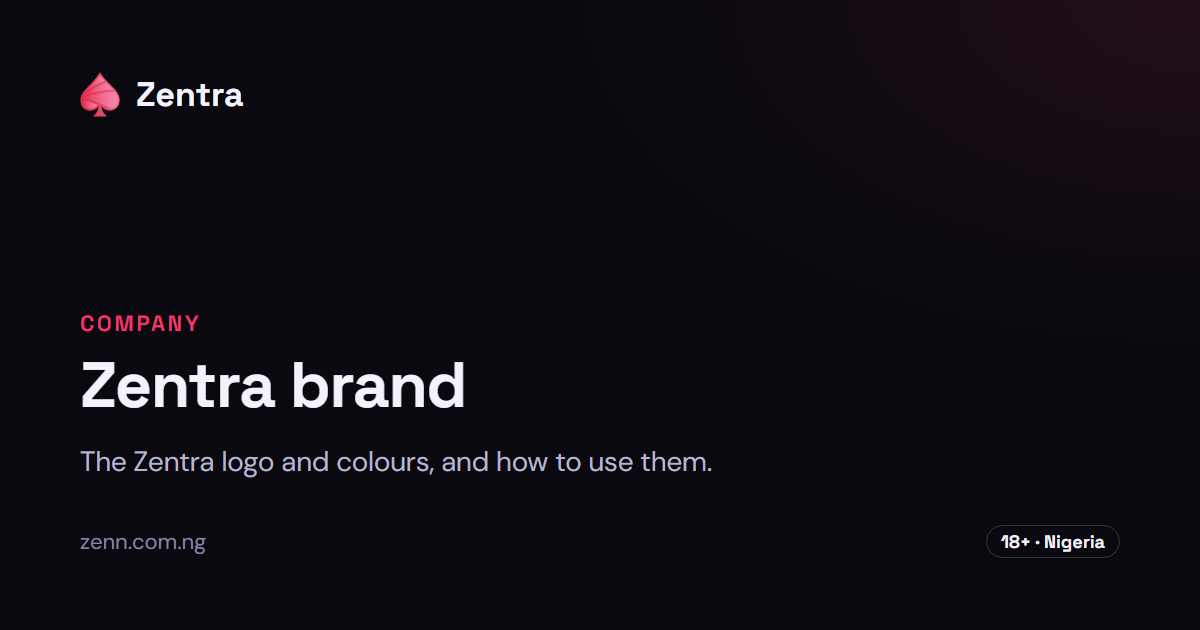 Zentra
COMPANY
Zentra brand
The Zentra logo and colours, and how to use them.
zenn.com.ng
18+ · Nigeria